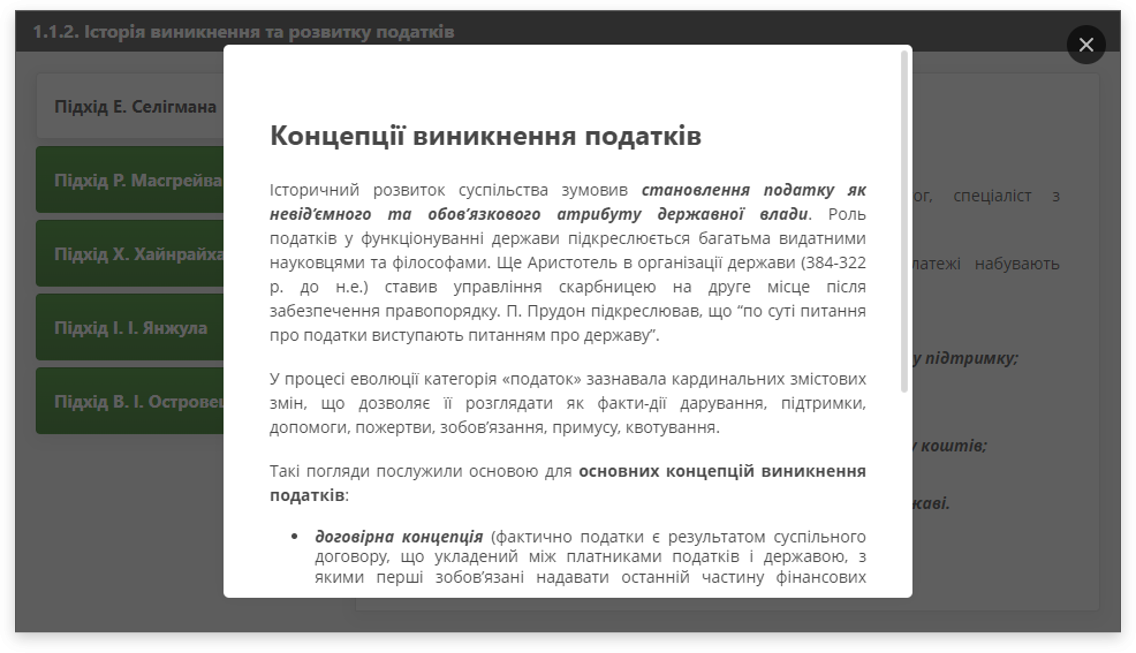 1.1.2. Історія виникнення та розвитку податків
Підхід Е. Селігмана
Підхід Р. Масгрейва
Підхід Х. Хайнрайха
Підхід І. І. Янжула
Підхід В. І.
спеціаліст з
набувають
підтримку;
коштів;
Концепції виникнення податків
Історичний розвиток суспільства зумовив становлення податку як
невід’ємного та обов’язкового атрибуту державної влади. Роль
податків у функціонуванні держави підкреслюється багатьма видатними
науковцями та філософами. Ще Аристотель в організації держави (384-322
р. до н.е.) ставив управління скарбницею на друге місце після
забезпечення правопорядку. П. Прудон підкреслював, що “по суті питання
про податки виступають питанням про державу”.
У процесі еволюції категорія «податок» зазнавала кардинальних змістових
змін, що дозволяє її розглядати як факти-дії дарування, підтримки,
допомоги, пожертви, зобов’язання, примусу, квотування.
Такі погляди послужили основою для основних концепцій виникнення
податків:
• договірна концепція (фактично податки є результатом суспільного
договору, що укладений між платниками податків і державою, з
якими перші зобов’язані надавати останній частину фінансових